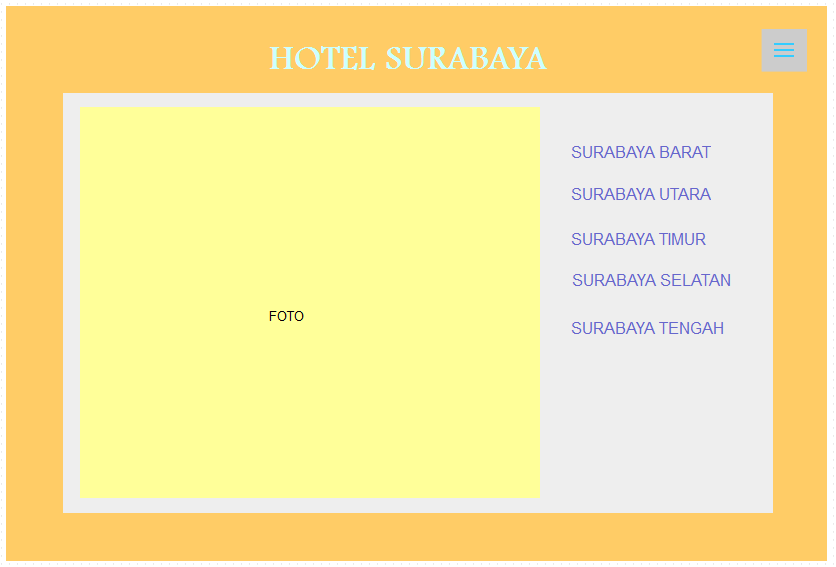 HOTEL SURABAYA
FOTO
SURABAYA BARAT
SURABAYA UTARA
SURABAYA TIMUR
SURABAYA SELATAN
SURABAYA TENGAH